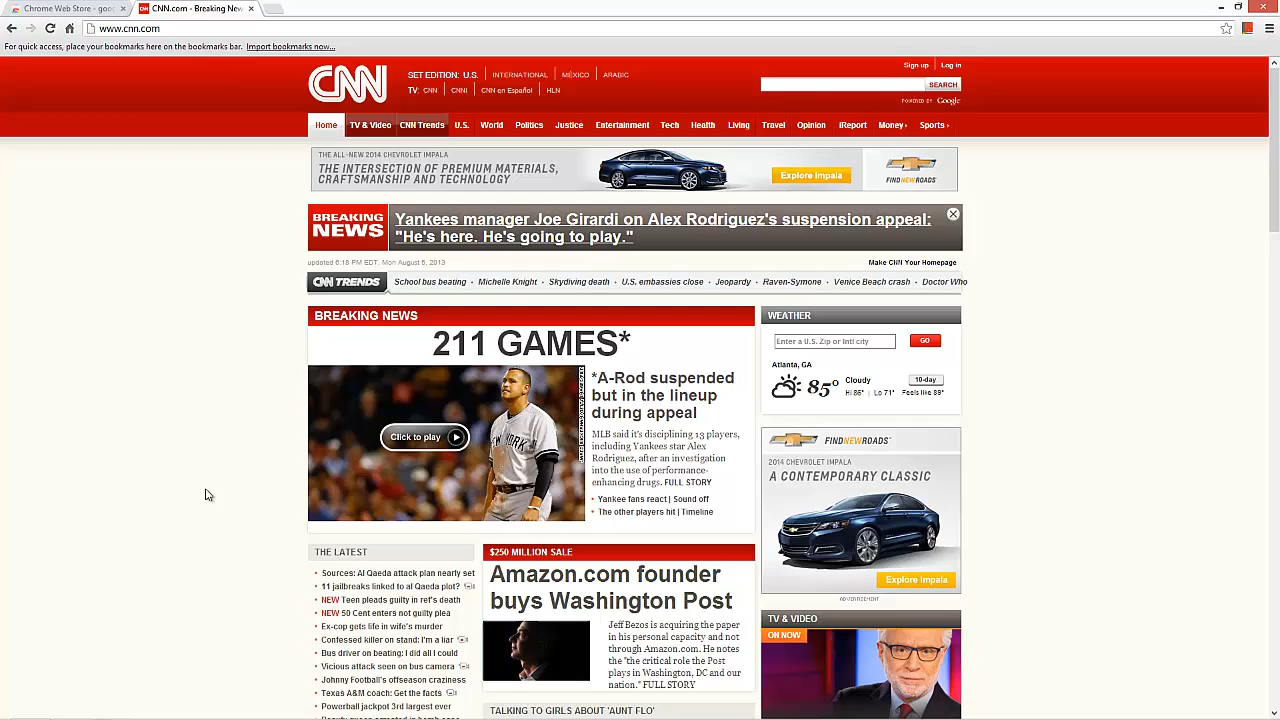 Chrome Web Store - goo
CNN.com - Breaking New
www.cnn.com
For quick access, place your bookmarks here on the bookmarks bar. Import bookmarks now...
CNN
SET EDITION: U.S. INTERNATIONAL MÉXICO ARABIC
TV: CNN CNNI CNN en Español HLN
Sign up Log in
SEARCH
POWERED BY Google
Home TV & Video CNN Trends U.S. World Politics Justice Entertainment Tech Health Living Travel Opinion iReport Money Sports
THE ALL-NEW 2014 CHEVROLET IMPALA
THE INTERSECTION OF PREMIUM MATERIALS,
CRAFTSMANSHIP AND TECHNOLOGY
Explore Impala
FIND NEW ROADS
BREAKING
NEWS
Yankees manager Joe Girardi on Alex Rodriguez's suspension appeal:
"He's here. He's going to play."
Make CNN Your Homepage
CNN TRENDS
School bus beating · Michelle Knight · Skydiving death · U.S. embassies close · Jeopardy · Raven-Symone · Venice Beach crash · Doctor Who
BREAKING NEWS
211 GAMES*
Click to play
*A-Rod suspended
but in the lineup
during appeal
MLB said it's disciplining 13 players,
including Yankees star Alex
Rodriguez, after an investigation
into the use of performance-
enhancing drugs. FULL STORY
Yankee fans react | Sound off
The other players hit | Timeline
WEATHER
Enter a U.S. Zip or Intl city
GO
Atlanta, GA
85° Cloudy
10-day
Hi 86° | Lo 71°
THE LATEST
Sources: Al Qaeda attack plan nearly set
11 jailbreaks linked to al Qaeda plot?
NEW Teen pleads guilty in ref's death
NEW 50 Cent enters not guilty plea
Ex-cop gets life in wife's murder
Confessed killer on stand: I'm a liar
Bus driver on beating: I did all I could
Vicious attack seen on bus camera
Johnny Football's offseason craziness
Texas A&M coach: Get the facts
Powerball jackpot 3rd largest ever
$250 MILLION SALE
Amazon.com founder
buys Washington Post
Jeff Bezos is acquiring the paper
in his personal capacity and not
through Amazon.com. He notes
the "critical role the Post
plays in Washington, DC and our
nation." FULL STORY
TALKING TO GIRLS ABOUT 'AUNT FLO'
FIND NEW ROADS
2014 CHEVROLET IMPALA
A CONTEMPORARY CLASSIC
Explore Impala
ADVERTISEMENT
TV & VIDEO
ON NOW